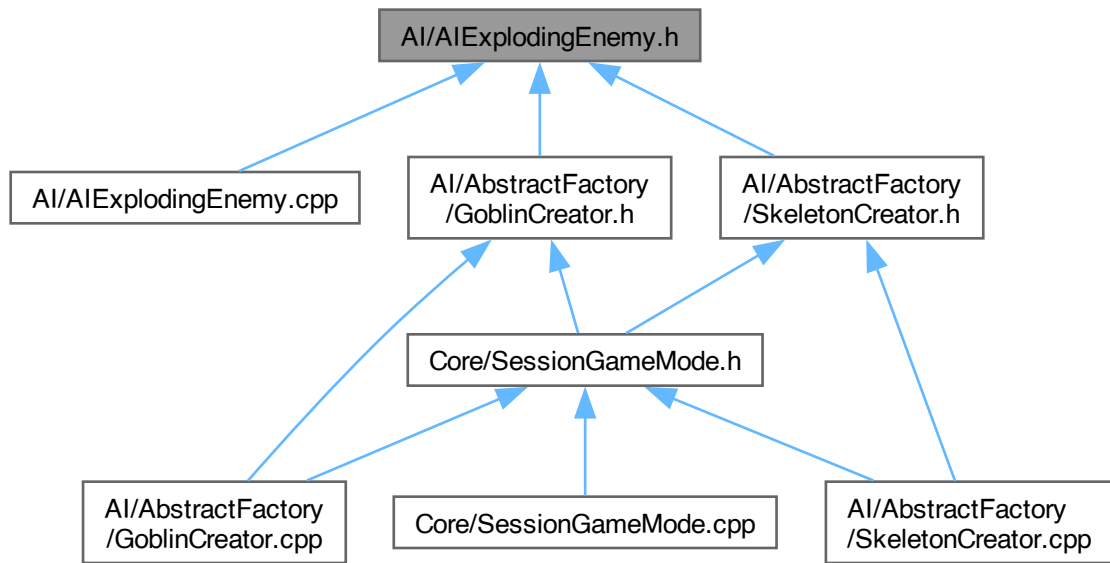 AI/AIExplodingEnemy.h
AI/AIExplodingEnemy.cpp
AI/AbstractFactory
/GoblinCreator.h
AI/AbstractFactory
/SkeletonCreator.h
Core/SessionGameMode.h
AI/AbstractFactory
/GoblinCreator.cpp
Core/SessionGameMode.cpp
AI/AbstractFactory
/SkeletonCreator.cpp